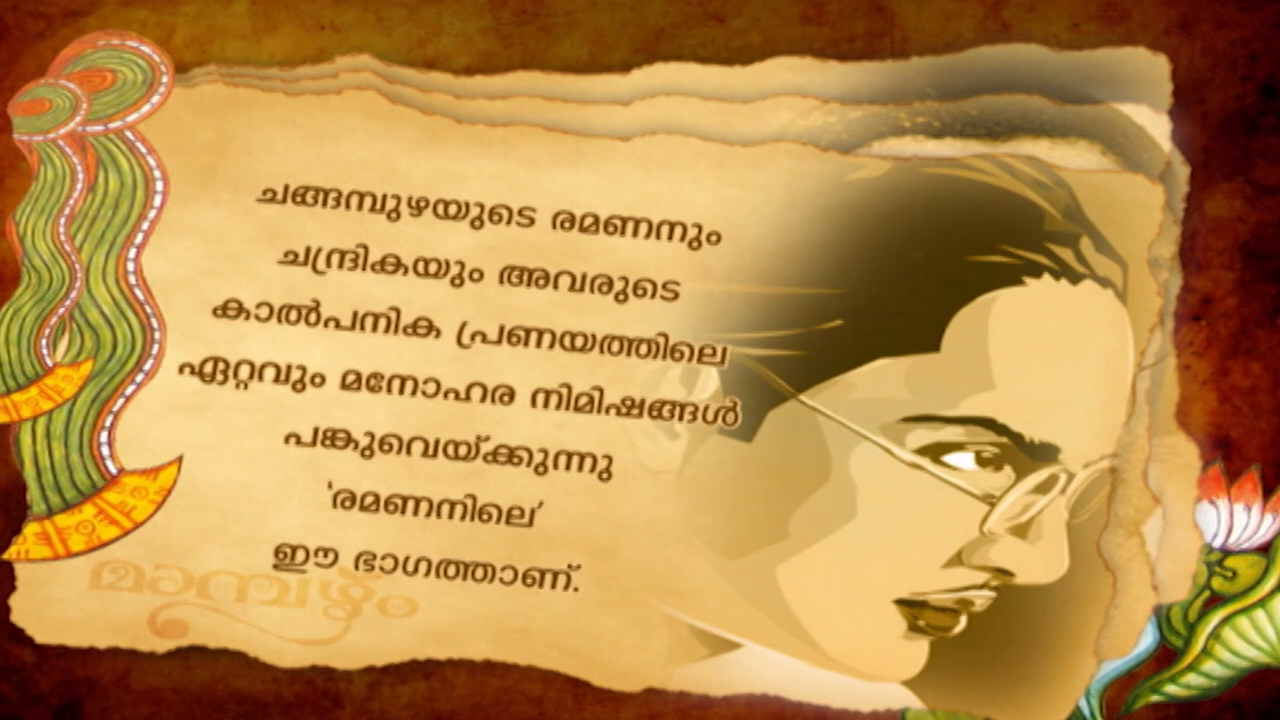 ചങ്ങമ്പുഴയുടെ രമണനും
ചന്ദ്രികയും അവരുടെ
കാൽപനിക പ്രണയത്തിലെ
ഏറ്റവും മനോഹര നിമിഷങ്ങൾ
പങ്കുവെയ്ക്കുന്നു
'രമണനിലെ'
ഈ ഭാഗത്താണ്.
മാമ്പഴം